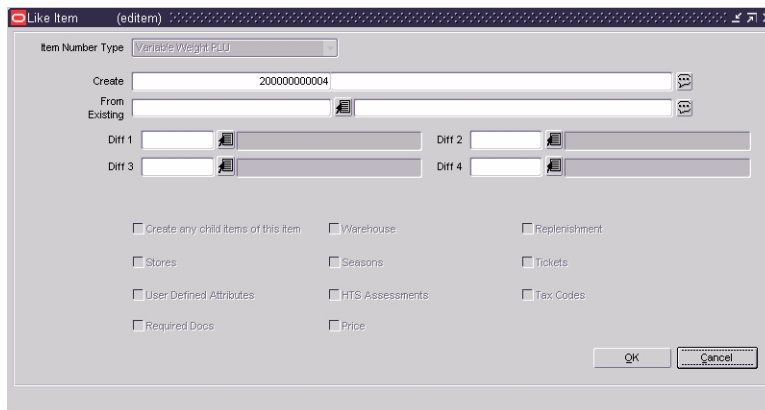 Like Item (editem)
Item Number Type Variable Weight PLU
Create 200000000004
From Existing
Diff 1 Diff 2
Diff 3 Diff 4
Create any child items of this item Warehouse Replenishment
Stores Seasons Tickets
User Defined Attributes HTS Assessments Tax Codes
Required Docs Price
OK Cancel